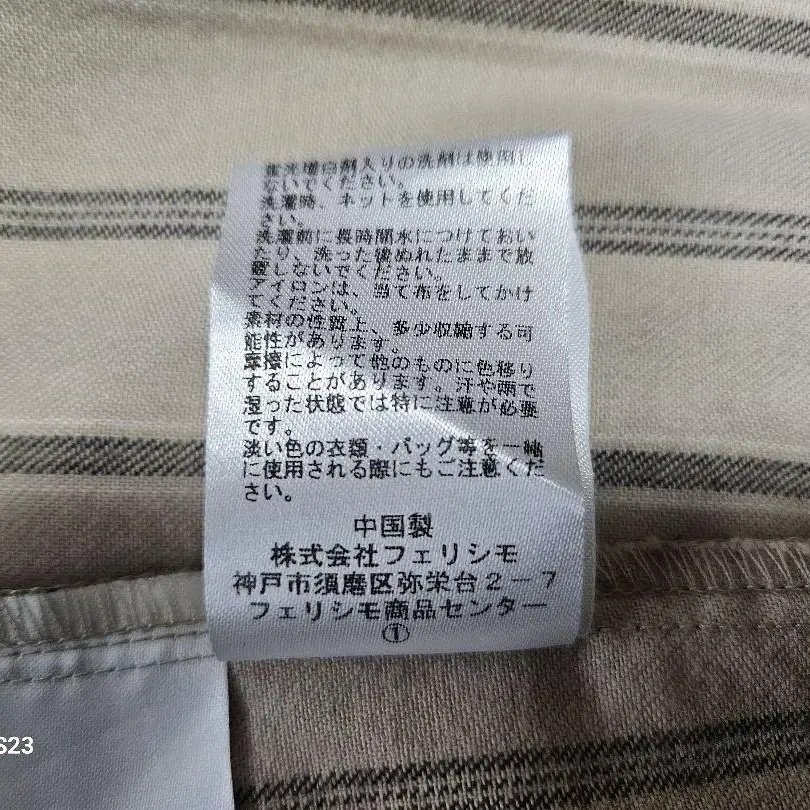 蛍光増白剤入りの洗剤は使用し
ないでください。
洗濯時、ネットを使用してくだ
さい。
洗濯前に長時間水につけておい
たり、洗った後ぬれたままで放
置しないでください。
アイロンは、当て布をしてかけ
てください。
素材の性質上、多少収縮する可
能性があります。
摩擦によって他のものに色移り
することがあります。汗や雨で
湿った状態では特に注意が必要
です。
淡い色の衣類・バッグ等を一緒
に使用される際にもご注意くだ
さい。
中国製
株式会社フェリシモ
神戸市須磨区弥栄台２－７
フェリシモ商品センター
①
S23